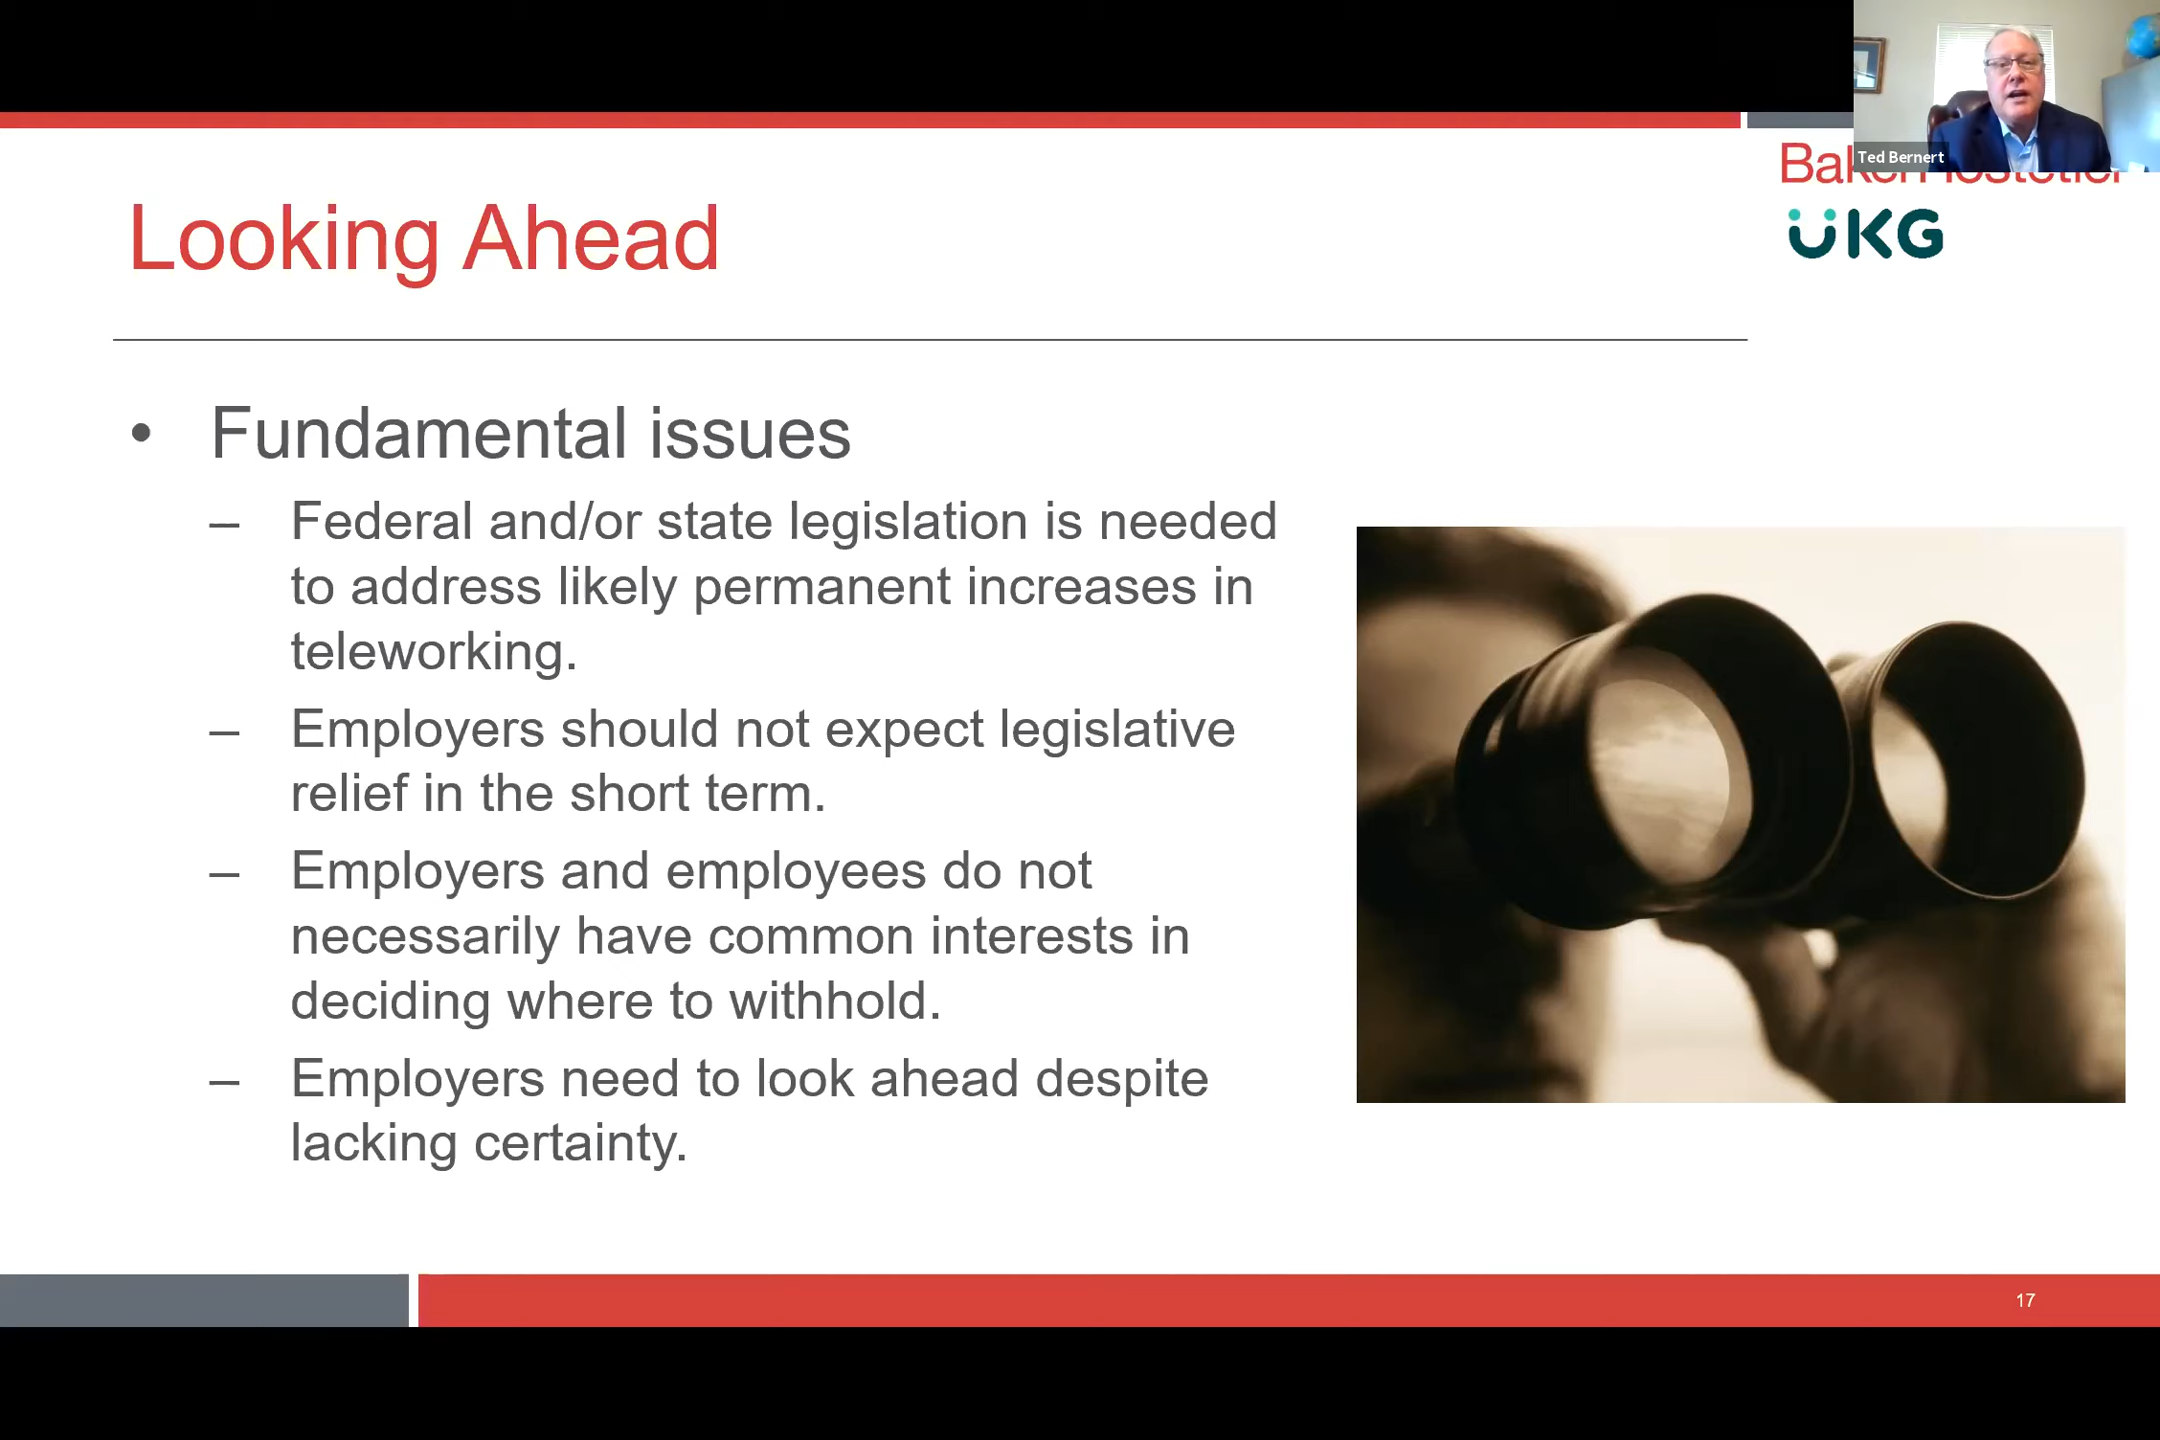 Ted Bernert
UKG
Looking Ahead
• Fundamental issues
– Federal and/or state legislation is needed
to address likely permanent increases in
teleworking.
– Employers should not expect legislative
relief in the short term.
– Employers and employees do not
necessarily have common interests in
deciding where to withhold.
– Employers need to look ahead despite
lacking certainty.
17